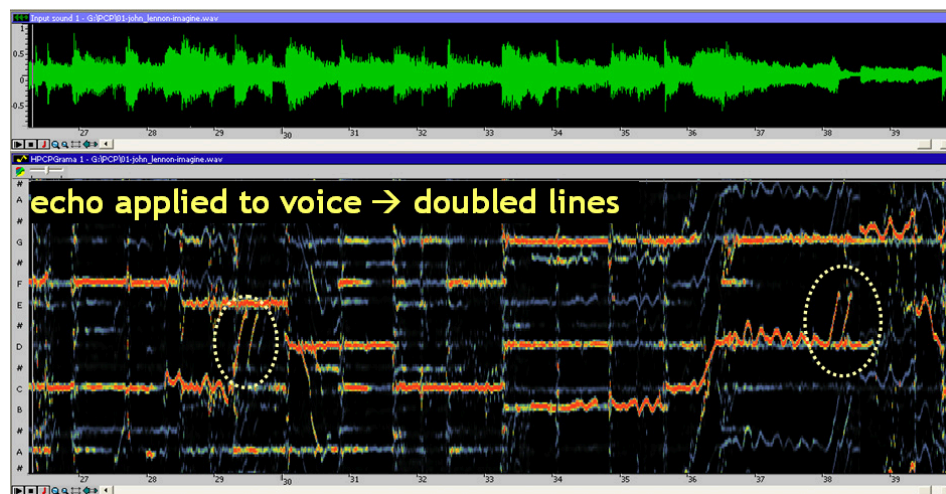 Input sound 1 - G:\PCP\01-john_lennon-imagine.wav
1
0.5
0
-0.5
27 28 29 30 31 32 33 34 35 36 37 38 39
HPCPGrama 1 - G:\PCP\01-john_lennon-imagine.wav
echo applied to voice → doubled lines
#
A
#
G
#
F
E
#
D
#
C
B
#
A
#
27 28 29 30 31 32 33 34 35 36 37 38 39